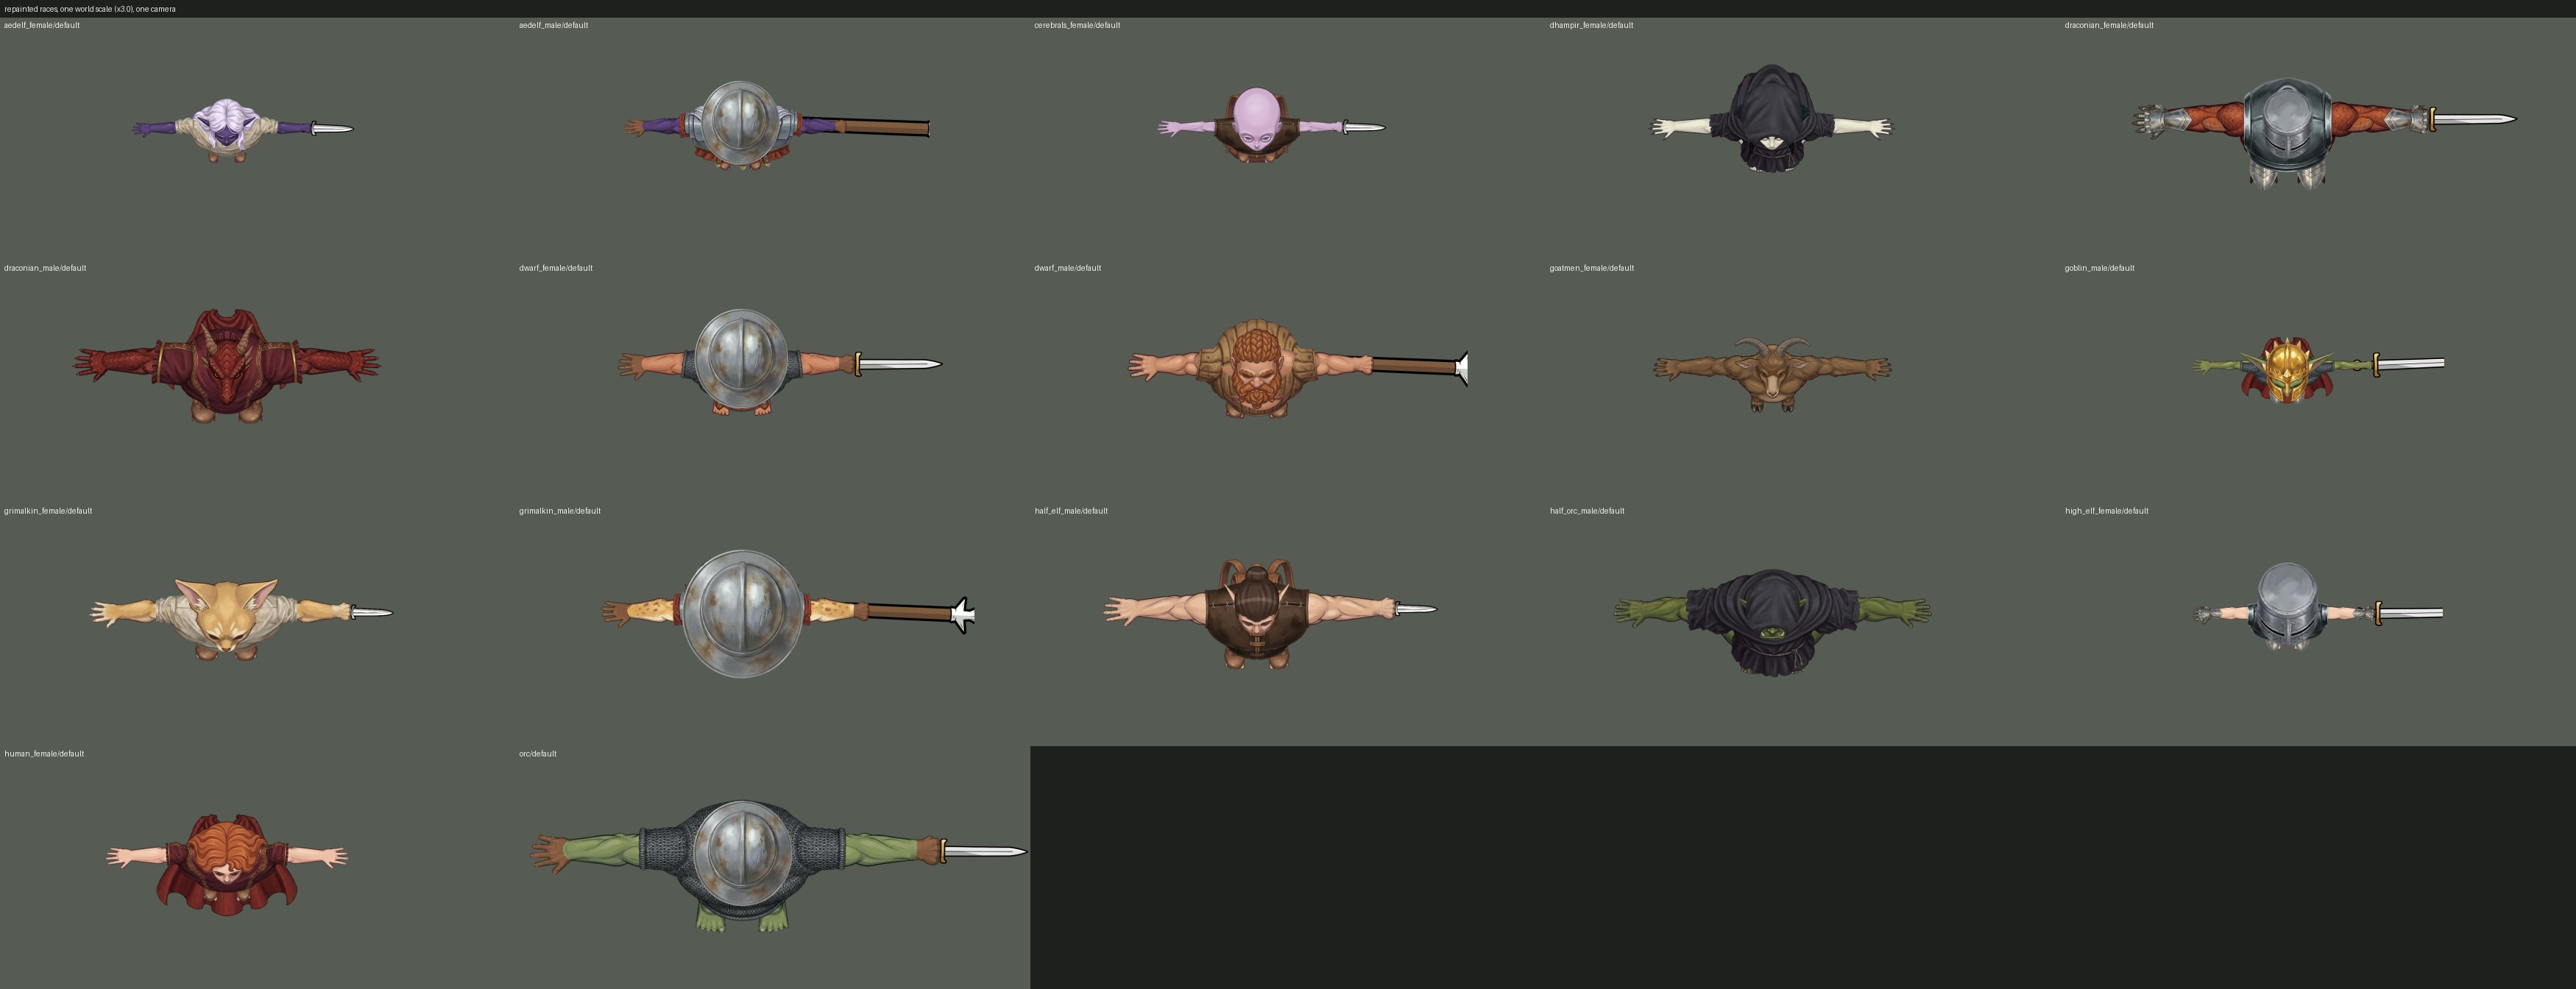 repainted races, one world scale (x3.0), one camera
aedelf_female/default
aedelf_male/default
cerebrals_female/default
dhampir_female/default
draconian_female/default
draconian_male/default
dwarf_female/default
dwarf_male/default
goatmen_female/default
goblin_male/default
grimalkin_female/default
grimalkin_male/default
half_elf_male/default
half_orc_male/default
high_elf_female/default
human_female/default
orc/default